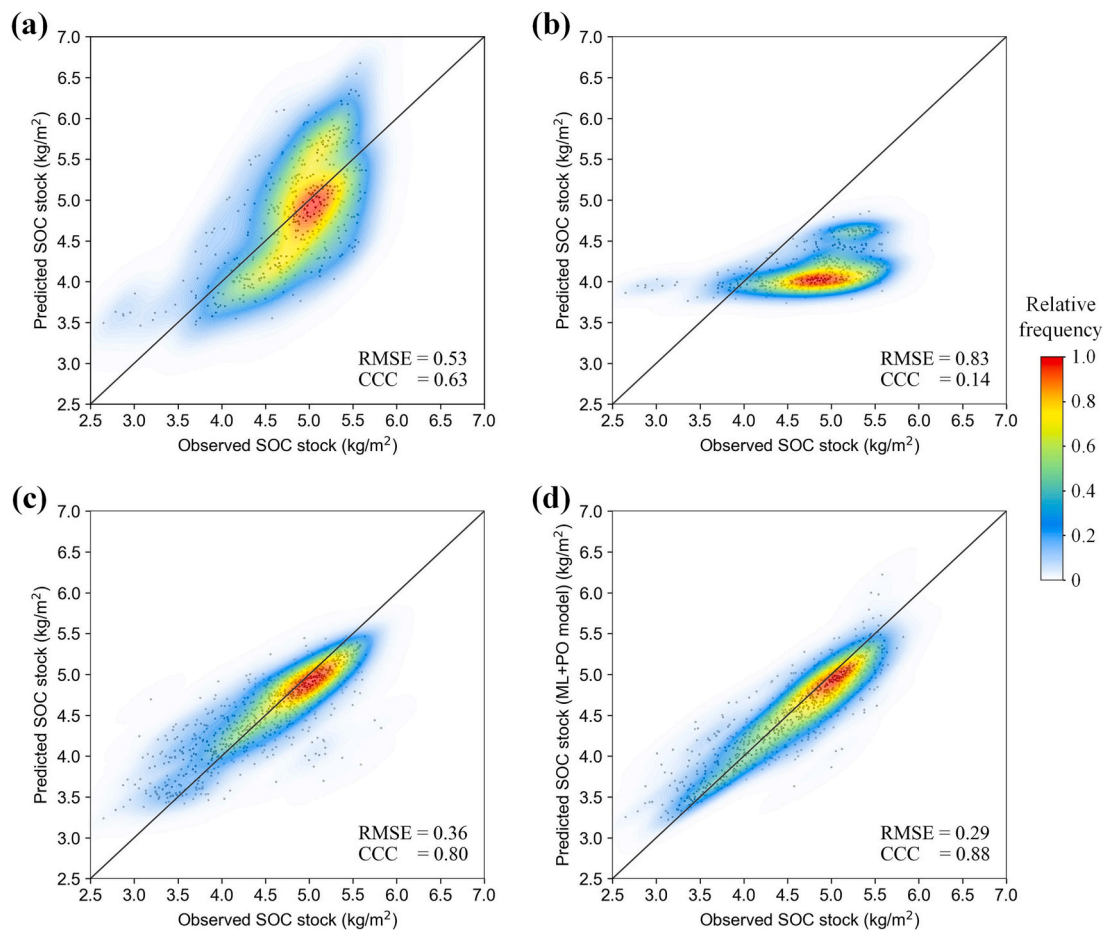 (a)
7.0
6.5
6.0
5.5
5.0
4.5
4.0
3.5
3.0
2.5
Predicted SOC stock (kg/m²)
RMSE = 0.53
CCC = 0.63
2.5 3.0 3.5 4.0 4.5 5.0 5.5 6.0 6.5 7.0
Observed SOC stock (kg/m²)
(b)
7.0
6.5
6.0
5.5
5.0
4.5
4.0
3.5
3.0
2.5
Predicted SOC stock (kg/m²)
RMSE = 0.83
CCC = 0.14
2.5 3.0 3.5 4.0 4.5 5.0 5.5 6.0 6.5 7.0
Observed SOC stock (kg/m²)
Relative
frequency
1.0
0.8
0.6
0.4
0.2
0
(c)
7.0
6.5
6.0
5.5
5.0
4.5
4.0
3.5
3.0
2.5
Predicted SOC stock (kg/m²)
RMSE = 0.36
CCC = 0.80
2.5 3.0 3.5 4.0 4.5 5.0 5.5 6.0 6.5 7.0
Observed SOC stock (kg/m²)
(d)
7.0
6.5
6.0
5.5
5.0
4.5
4.0
3.5
3.0
2.5
Predicted SOC stock (ML+PO model) (kg/m²)
RMSE = 0.29
CCC = 0.88
2.5 3.0 3.5 4.0 4.5 5.0 5.5 6.0 6.5 7.0
Observed SOC stock (kg/m²)